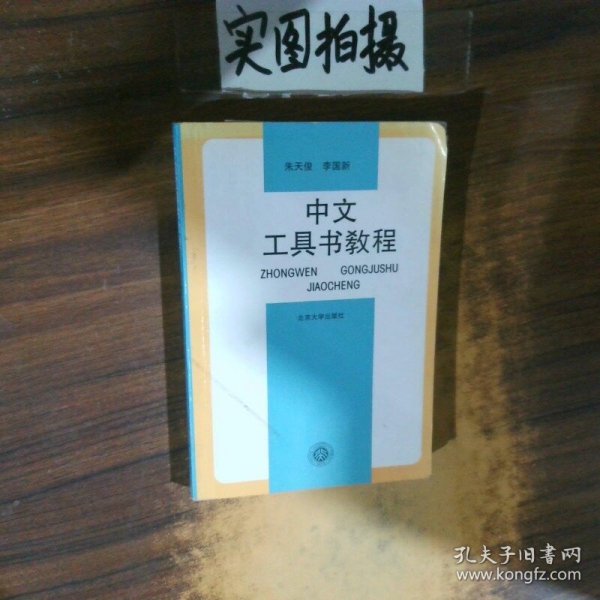 实图拍摄
朱天俊 李国新
中文
工具书教程
ZHONGWEN GONGJUSHU
JIAOCHENG
北京大学出版社
孔夫子旧书网
www.kongfz.com